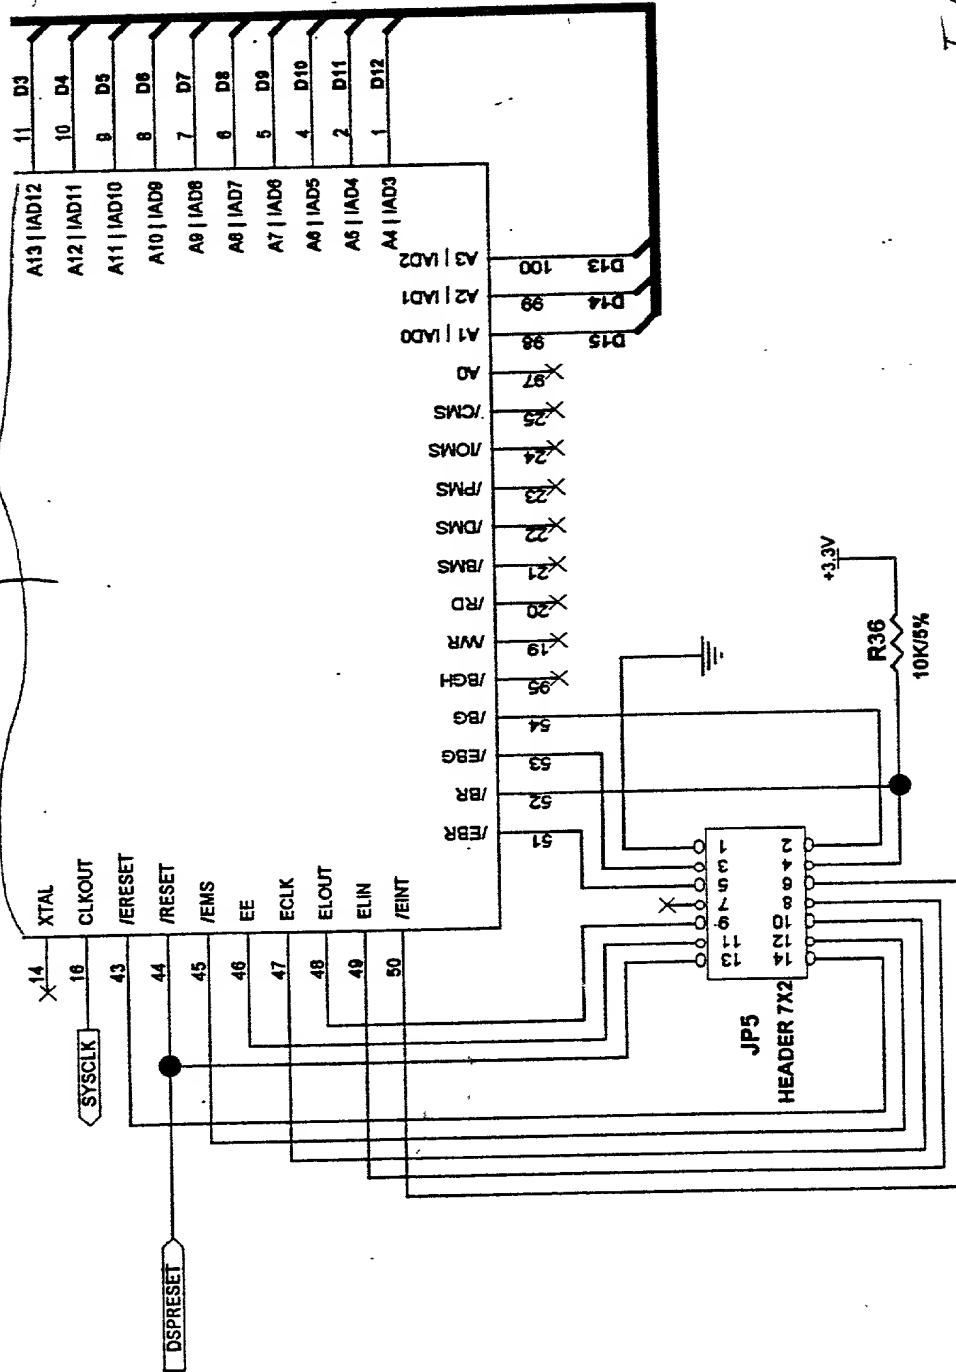 11 D3
10 D4
9 D5
8 D6
7 D7
6 D8
5 D9
4 D10
2 D11
1 D12
A13 | IAD12
A12 | IAD11
A11 | IAD10
A10 | IAD9
A9 | IAD8
A8 | IAD7
A7 | IAD6
A6 | IAD5
A5 | IAD4
A4 | IAD3
A3 | IAD2 100 D13
A2 | IAD1 99 D14
A1 | IAD0 98 D15
A0 97
/CMS 25
/IOMS 24
/PMS 23
/DMS 22
/BMS 21
/RD 20
/WR 19
/BGH 95
/BG 54
/EBG 53
/BR 52
/EBR 51
14 XTAL
16 CLKOUT
43 /ERESET
44 /RESET
45 /EMS
46 EE
47 ECLK
48 ELOUT
49 ELIN
50 /EINT
SYSCLK
DSPRESET
+3.3V
R36
10K/5%
1 2
3 4
5 6
7 8
9 10
11 12
13 14
JP5
HEADER 7X2